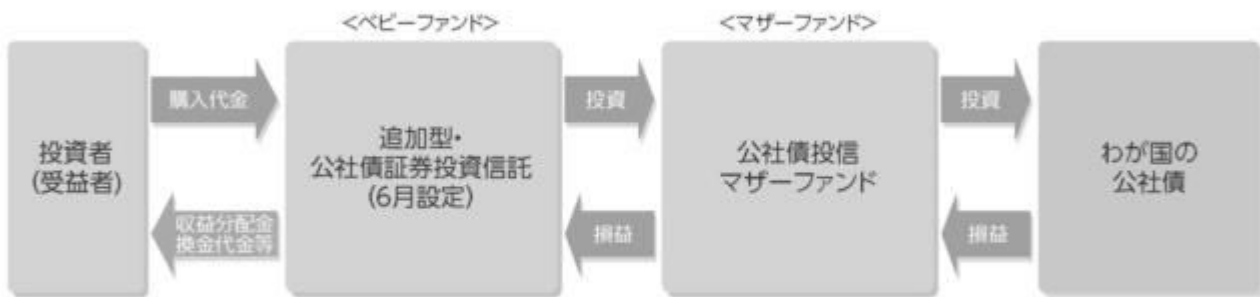 <ベビーファンド>
<マザーファンド>
購入代金
投資
投資
投資者
(受益者)
追加型・
公社債証券投資信託
(6月設定)
公社債投信
マザーファンド
わが国の
公社債
収益分配金
換金代金等
損益
損益